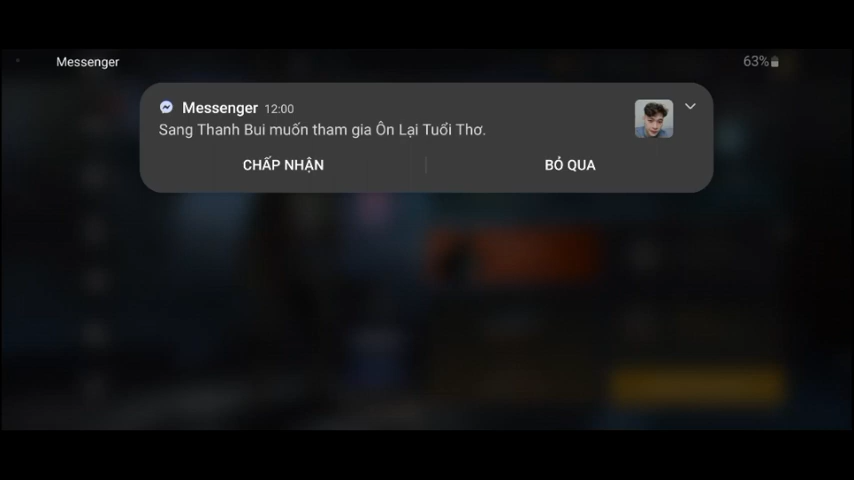 Messenger
63%
Messenger 12:00
Sang Thanh Bui muốn tham gia Ôn Lại Tuổi Thơ.
CHẤP NHẬN
BỎ QUA